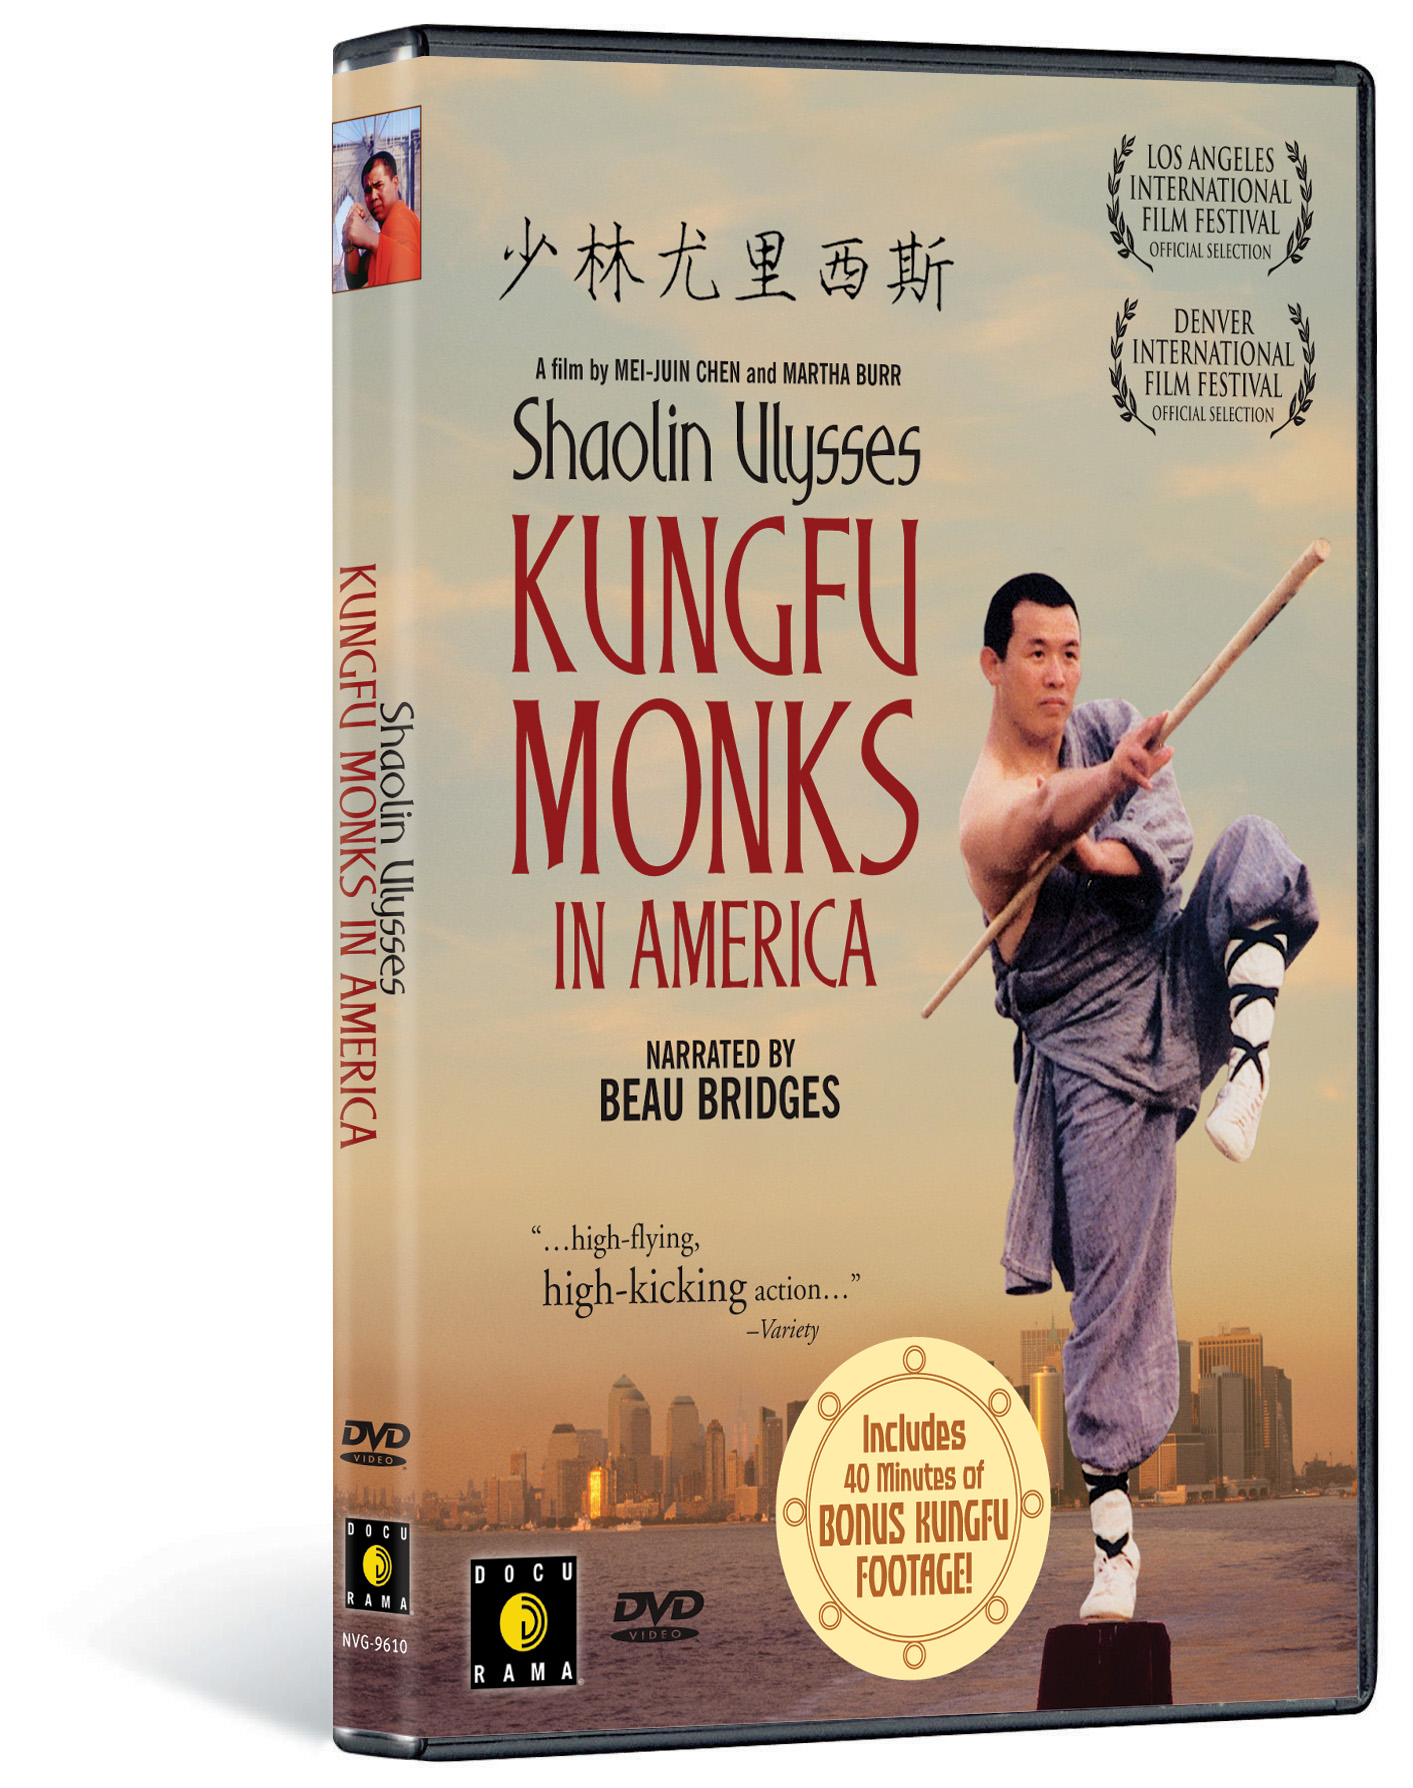 少林尤里西斯
A film by MEI-JUIN CHEN and MARTHA BURR
Shaolin Ulysses
KUNGFU
MONKS
IN AMERICA
NARRATED BY
BEAU BRIDGES
“...high-flying,
high-kicking action...”
–Variety
LOS ANGELES
INTERNATIONAL
FILM FESTIVAL
OFFICIAL SELECTION
DENVER
INTERNATIONAL
FILM FESTIVAL
OFFICIAL SELECTION
Includes
40 Minutes of
BONUS KUNGFU
FOOTAGE!
DOCU
RAMA
DVD
VIDEO
Shaolin Ulysses
KUNGFU MONKS IN AMERICA
DVD
VIDEO
DOCU
RAMA
NVG-9610